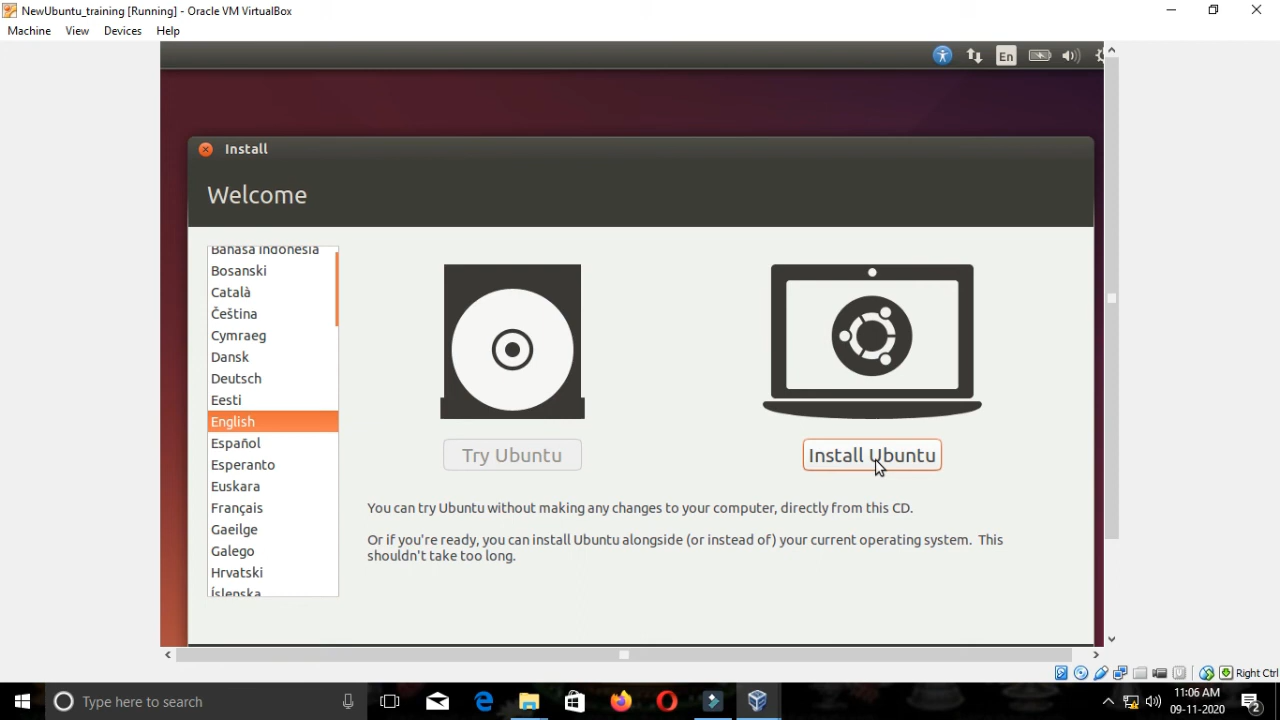 NewUbuntu_training [Running] - Oracle VM VirtualBox
Machine View Devices Help
En
Install
Welcome
Bahasa Indonesia
Bosanski
Català
Čeština
Cymraeg
Dansk
Deutsch
Eesti
English
Español
Esperanto
Euskara
Français
Gaeilge
Galego
Hrvatski
Íslenska
Try Ubuntu
Install Ubuntu
You can try Ubuntu without making any changes to your computer, directly from this CD.
Or if you're ready, you can install Ubuntu alongside (or instead of) your current operating system. This
shouldn't take too long.
Right Ctrl
Type here to search
11:06 AM
09-11-2020
2